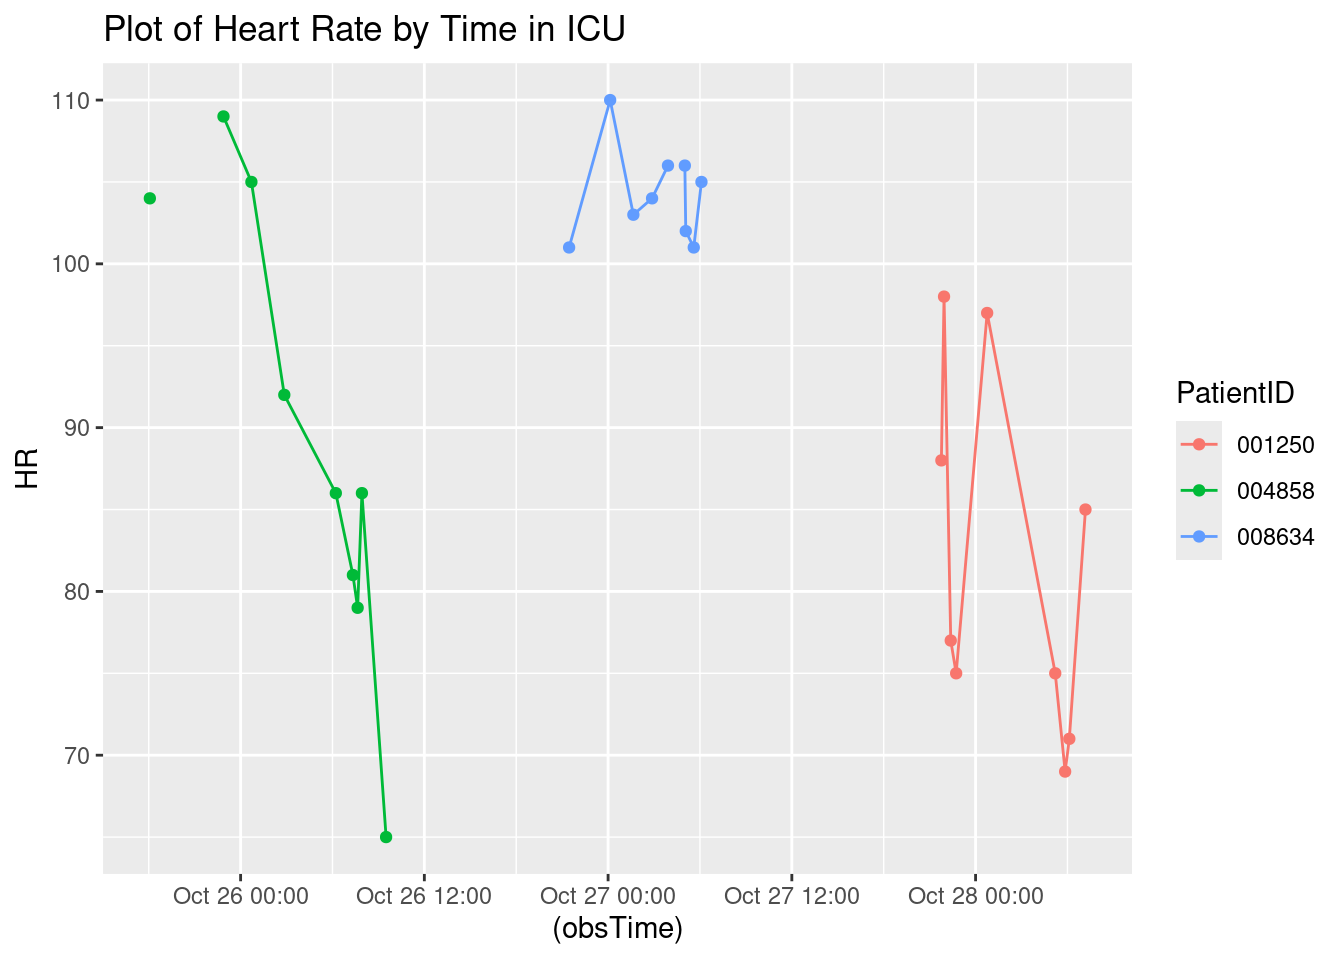 Plot of Heart Rate by Time in ICU
110
100
90
80
70
HR
Oct 26 00:00
Oct 26 12:00
Oct 27 00:00
Oct 27 12:00
Oct 28 00:00
(obsTime)
PatientID
001250
004858
008634